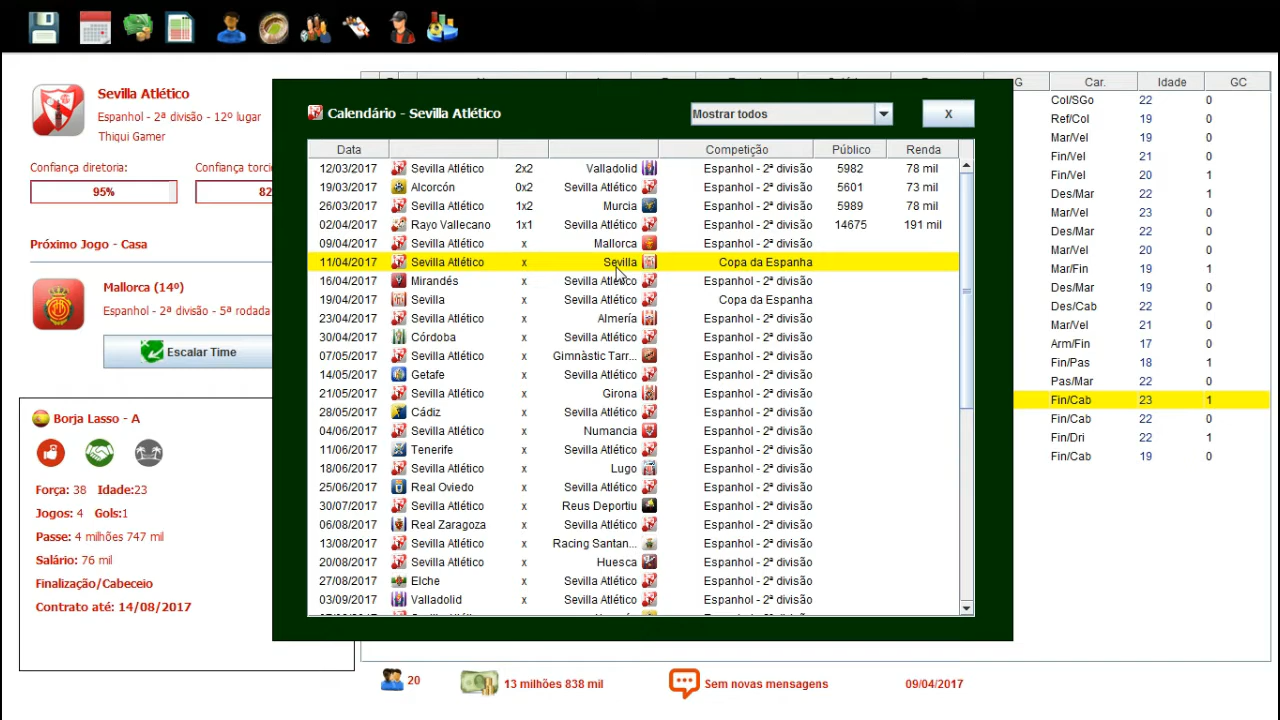 Sevilla Atlético
Espanhol - 2ª divisão - 12º lugar
Thiqui Gamer
Confiança diretoria:
Confiança torci
95%
82
Próximo Jogo - Casa
Mallorca (14º)
Espanhol - 2ª divisão - 5ª rodada
Escalar Time
Borja Lasso - A
Força: 38 Idade:23
Jogos: 4 Gols:1
Passe: 4 milhões 747 mil
Salário: 76 mil
Finalização/Cabeceio
Contrato até: 14/08/2017
Calendário - Sevilla Atlético
Mostrar todos
X
Data Competição Público Renda
12/03/2017 Sevilla Atlético 2x2 Valladolid Espanhol - 2ª divisão 5982 78 mil
19/03/2017 Alcorcón 0x2 Sevilla Atlético Espanhol - 2ª divisão 5601 73 mil
26/03/2017 Sevilla Atlético 1x2 Murcia Espanhol - 2ª divisão 5989 78 mil
02/04/2017 Rayo Vallecano 1x1 Sevilla Atlético Espanhol - 2ª divisão 14675 191 mil
09/04/2017 Sevilla Atlético x Mallorca Espanhol - 2ª divisão
11/04/2017 Sevilla Atlético x Sevilla Copa da Espanha
16/04/2017 Mirandés x Sevilla Atlético Espanhol - 2ª divisão
19/04/2017 Sevilla x Sevilla Atlético Copa da Espanha
23/04/2017 Sevilla Atlético x Almería Espanhol - 2ª divisão
30/04/2017 Córdoba x Sevilla Atlético Espanhol - 2ª divisão
07/05/2017 Sevilla Atlético x Gimnàstic Tarr... Espanhol - 2ª divisão
14/05/2017 Getafe x Sevilla Atlético Espanhol - 2ª divisão
21/05/2017 Sevilla Atlético x Girona Espanhol - 2ª divisão
28/05/2017 Cádiz x Sevilla Atlético Espanhol - 2ª divisão
04/06/2017 Sevilla Atlético x Numancia Espanhol - 2ª divisão
11/06/2017 Tenerife x Sevilla Atlético Espanhol - 2ª divisão
18/06/2017 Sevilla Atlético x Lugo Espanhol - 2ª divisão
25/06/2017 Real Oviedo x Sevilla Atlético Espanhol - 2ª divisão
30/07/2017 Sevilla Atlético x Reus Deportiu Espanhol - 2ª divisão
06/08/2017 Real Zaragoza x Sevilla Atlético Espanhol - 2ª divisão
13/08/2017 Sevilla Atlético x Racing Santan... Espanhol - 2ª divisão
20/08/2017 Sevilla Atlético x Huesca Espanhol - 2ª divisão
27/08/2017 Elche x Sevilla Atlético Espanhol - 2ª divisão
03/09/2017 Valladolid x Sevilla Atlético Espanhol - 2ª divisão
G Car. Idade GC
Col/SGo 22 0
Ref/Col 19 0
Mar/Vel 19 0
Fin/Vel 21 0
Fin/Vel 20 1
Des/Mar 22 1
Mar/Vel 23 0
Des/Mar 22 0
Mar/Vel 20 0
Mar/Fin 19 1
Des/Mar 19 0
Des/Cab 22 0
Mar/Vel 21 0
Arm/Fin 17 0
Fin/Pas 18 1
Pas/Mar 22 0
Fin/Cab 23 1
Fin/Cab 22 0
Fin/Dri 22 1
Fin/Cab 19 0
20
13 milhões 838 mil
Sem novas mensagens
09/04/2017